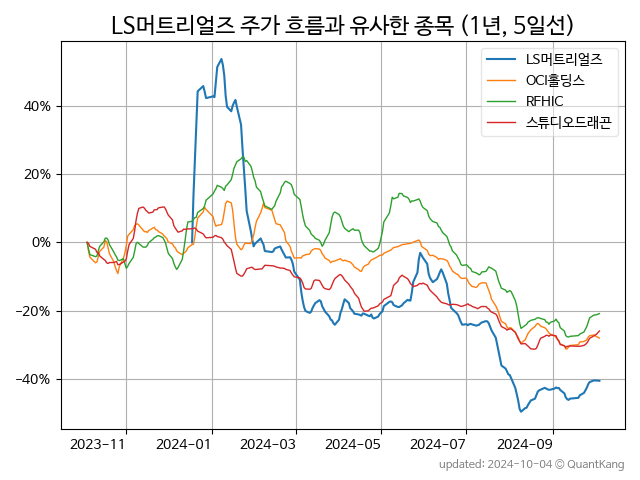 LS머트리얼즈 주가 흐름과 유사한 종목 (1년, 5일선)
LS머트리얼즈
OCI홀딩스
RFHIC
스튜디오드래곤
40%
20%
0%
−20%
−40%
2023-11
2024-01
2024-03
2024-05
2024-07
2024-09
updated: 2024-10-04 © QuantKang